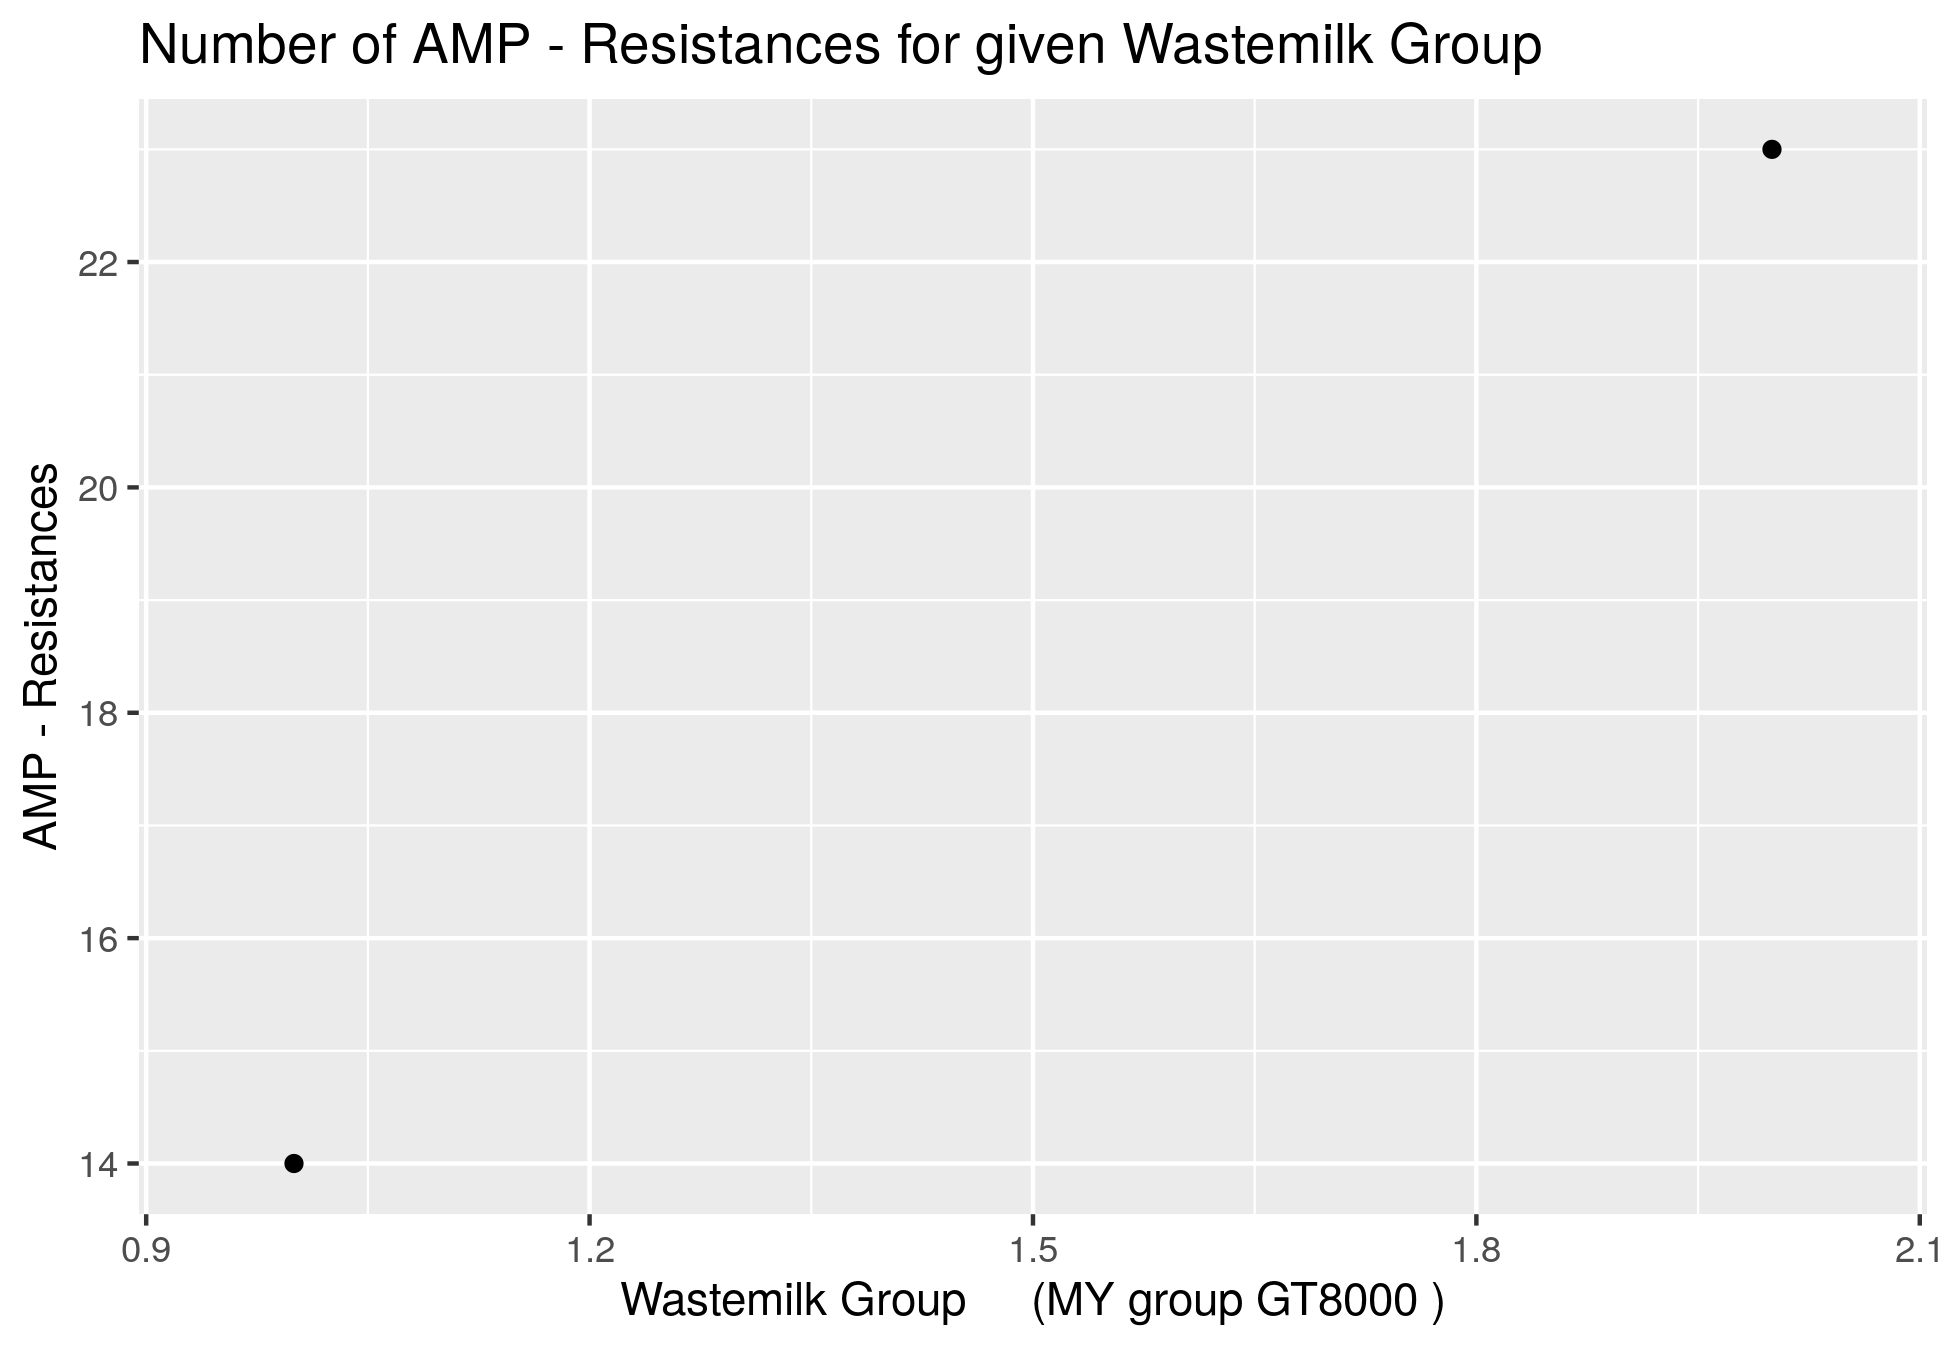 Number of AMP - Resistances for given Wastemilk Group
AMP - Resistances
22
20
18
16
14
0.9 1.2 1.5 1.8 2.1
Wastemilk Group (MY group GT8000 )